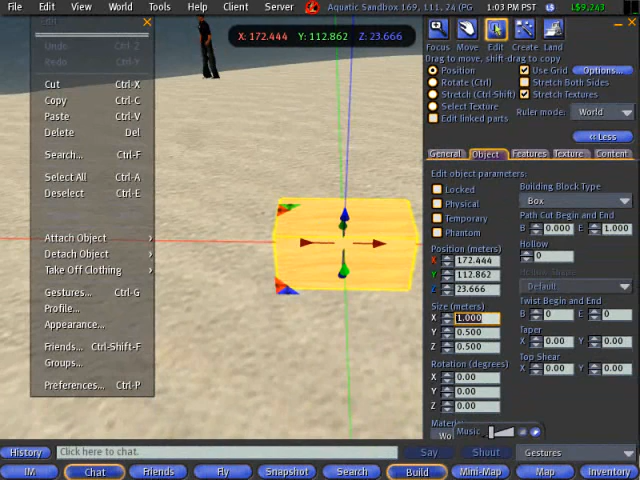 File Edit View World Tools Help Client Server Aquatic Sandbox 169, 111, 24 (PG 1:03 PM PST L$ L$9,243
Edit
Undo Ctrl-Z
Redo Ctrl-Y
Cut Ctrl-X
Copy Ctrl-C
Paste Ctrl-V
Delete Del
Search... Ctrl-F
Select All Ctrl-A
Deselect Ctrl-E
Attach Object
Detach Object
Take Off Clothing
Gestures... Ctrl-G
Profile...
Appearance...
Friends... Ctrl-Shift-F
Groups...
Preferences... Ctrl-P
X: 172.444 Y: 112.862 Z: 23.666
Focus Move Edit Create Land
Drag to move, shift-drag to copy
Position
Rotate (Ctrl)
Stretch (Ctrl-Shift)
Select Texture
Edit linked parts
Use Grid Options...
Stretch Both Sides
Stretch Textures
Ruler mode: World
<< Less
General Object Features Texture Content
Edit object parameters:
Locked
Physical
Temporary
Phantom
Position (meters)
X 172.444
Y 112.862
Z 23.666
Size (meters)
X 1.000
Y 0.500
Z 0.500
Rotation (degrees)
X 0.00
Y 0.00
Z 0.00
Building Block Type
Box
Path Cut Begin and End
B 0.000 E 1.000
Hollow
0
Default
Twist Begin and End
B 0 E 0
Taper
X 0.00 Y 0.00
Top Shear
X 0.00 Y 0.00
Music
History Click here to chat. Say Shout Gestures
IM Chat Friends Fly Snapshot Search Build Mini-Map Map Inventory